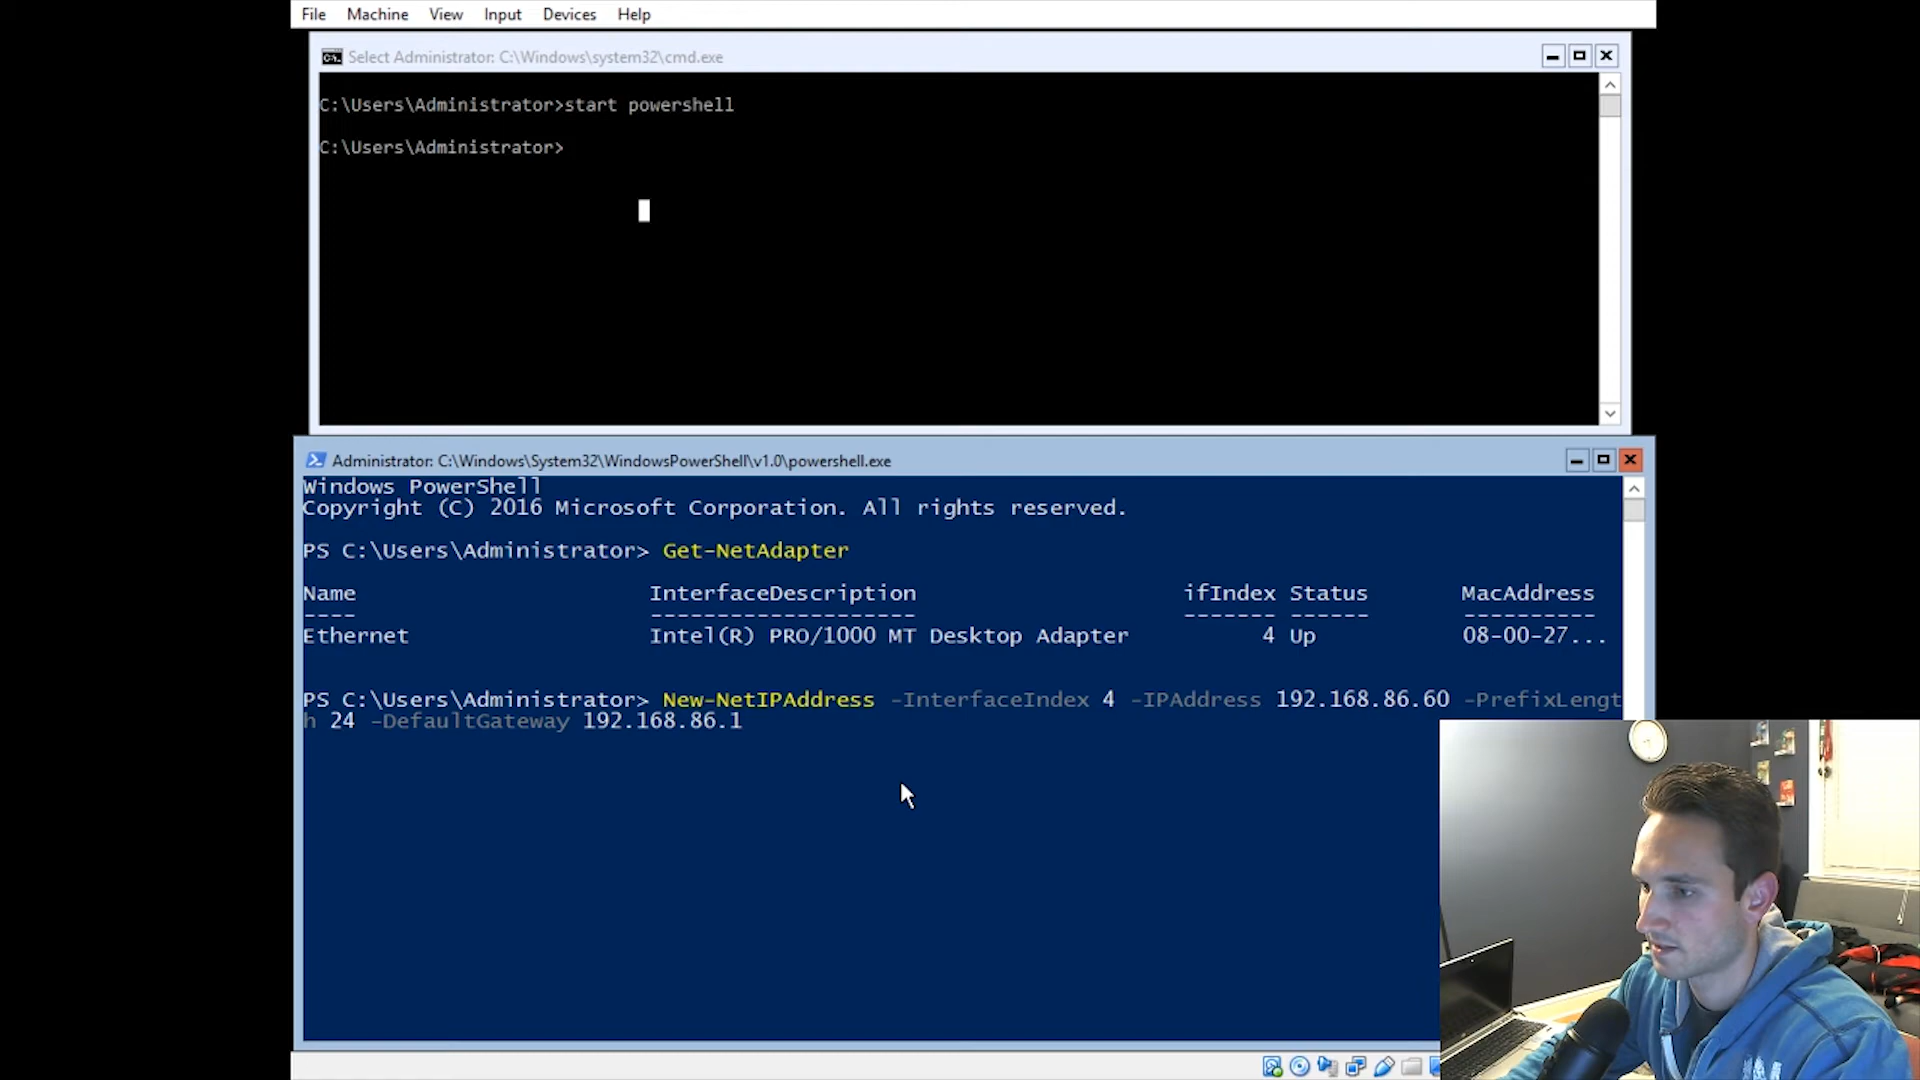 File Machine View Input Devices Help
Select Administrator: C:\Windows\system32\cmd.exe
C:\Users\Administrator>start powershell
C:\Users\Administrator>
Administrator: C:\Windows\System32\WindowsPowerShell\v1.0\powershell.exe
Windows PowerShell
Copyright (C) 2016 Microsoft Corporation. All rights reserved.
PS C:\Users\Administrator> Get-NetAdapter
Name InterfaceDescription ifIndex Status MacAddress
---- -------------------- ------- ------ ----------
Ethernet Intel(R) PRO/1000 MT Desktop Adapter 4 Up 08-00-27...
PS C:\Users\Administrator> New-NetIPAddress -InterfaceIndex 4 -IPAddress 192.168.86.60 -PrefixLengt
h 24 -DefaultGateway 192.168.86.1